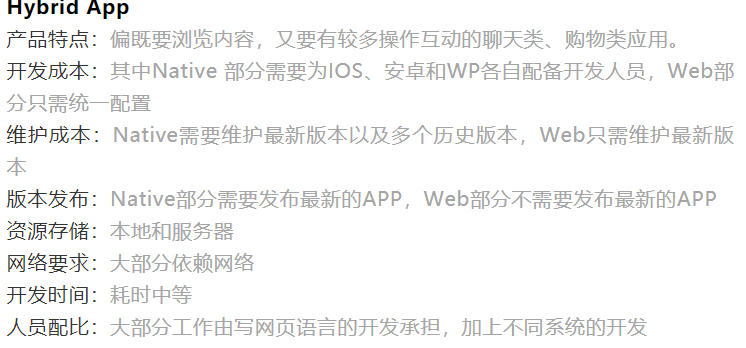 Hybrid App
产品特点：偏既要浏览内容，又要有较多操作互动的聊天类、购物类应用。
开发成本：其中Native 部分需要为IOS、安卓和WP各自配备开发人员，Web部
分只需统一配置
维护成本：Native需要维护最新版本以及多个历史版本，Web只需维护最新版
本
版本发布：Native部分需要发布最新的APP，Web部分不需要发布最新的APP
资源存储：本地和服务器
网络要求：大部分依赖网络
开发时间：耗时中等
人员配比：大部分工作由写网页语言的开发承担，加上不同系统的开发